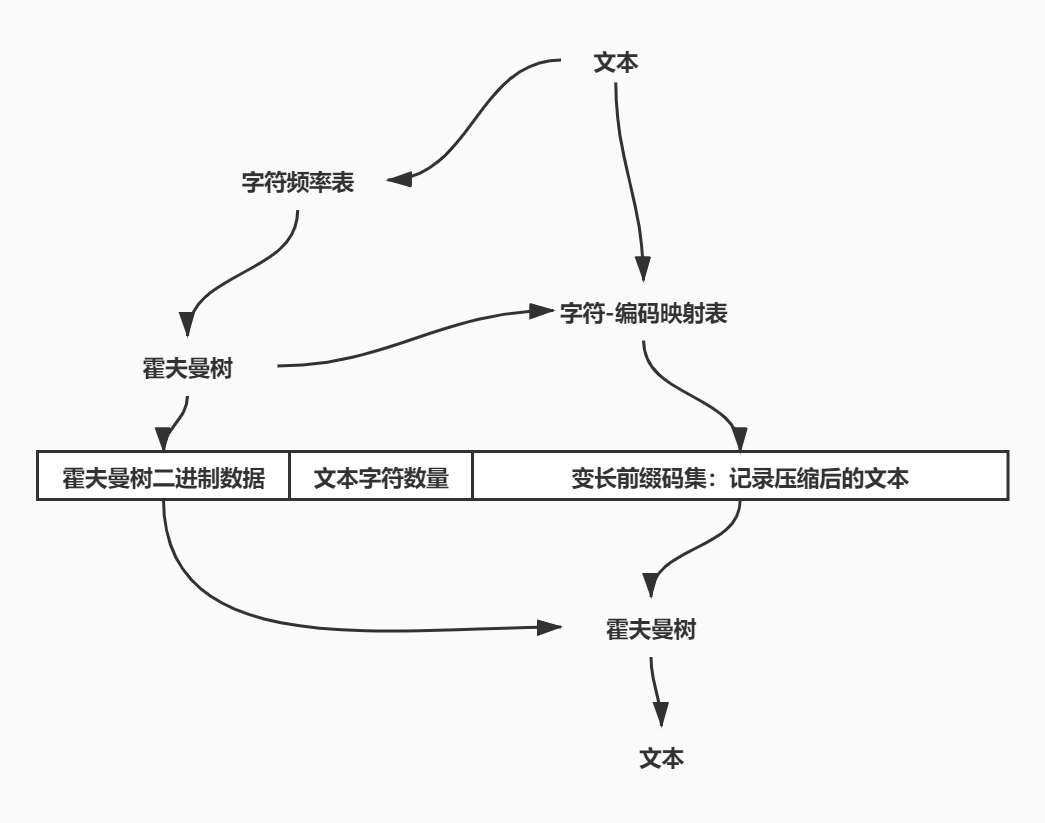 文本
字符频率表
字符-编码映射表
霍夫曼树
霍夫曼树二进制数据
文本字符数量
变长前缀码集：记录压缩后的文本
霍夫曼树
文本